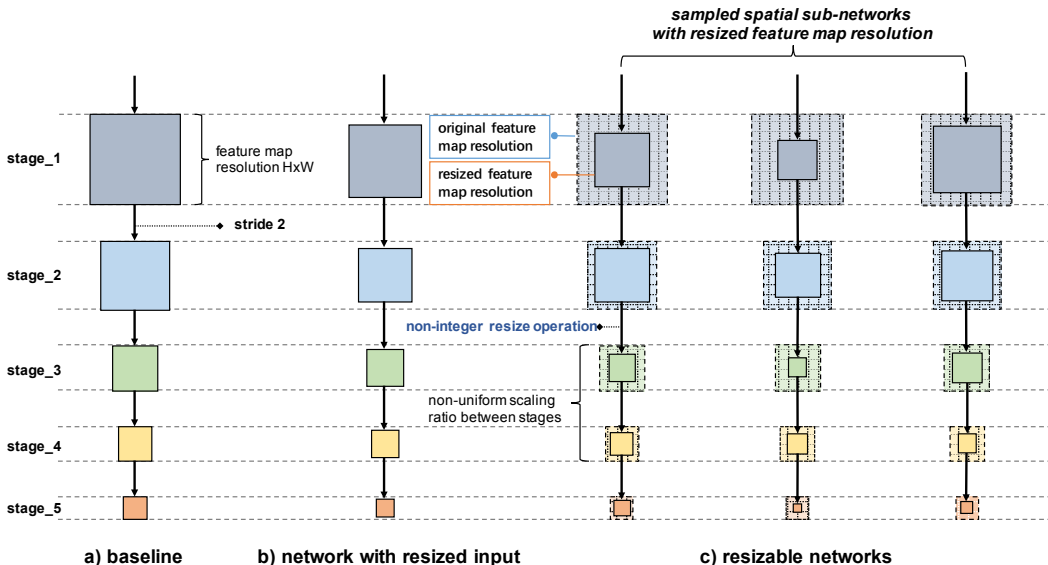 sampled spatial sub-networks
with resized feature map resolution
stage_1
feature map
resolution HxW
original feature
map resolution
resized feature
map resolution
stride 2
stage_2
non-integer resize operation
stage_3
non-uniform scaling
ratio between stages
stage_4
stage_5
a) baseline
b) network with resized input
c) resizable networks